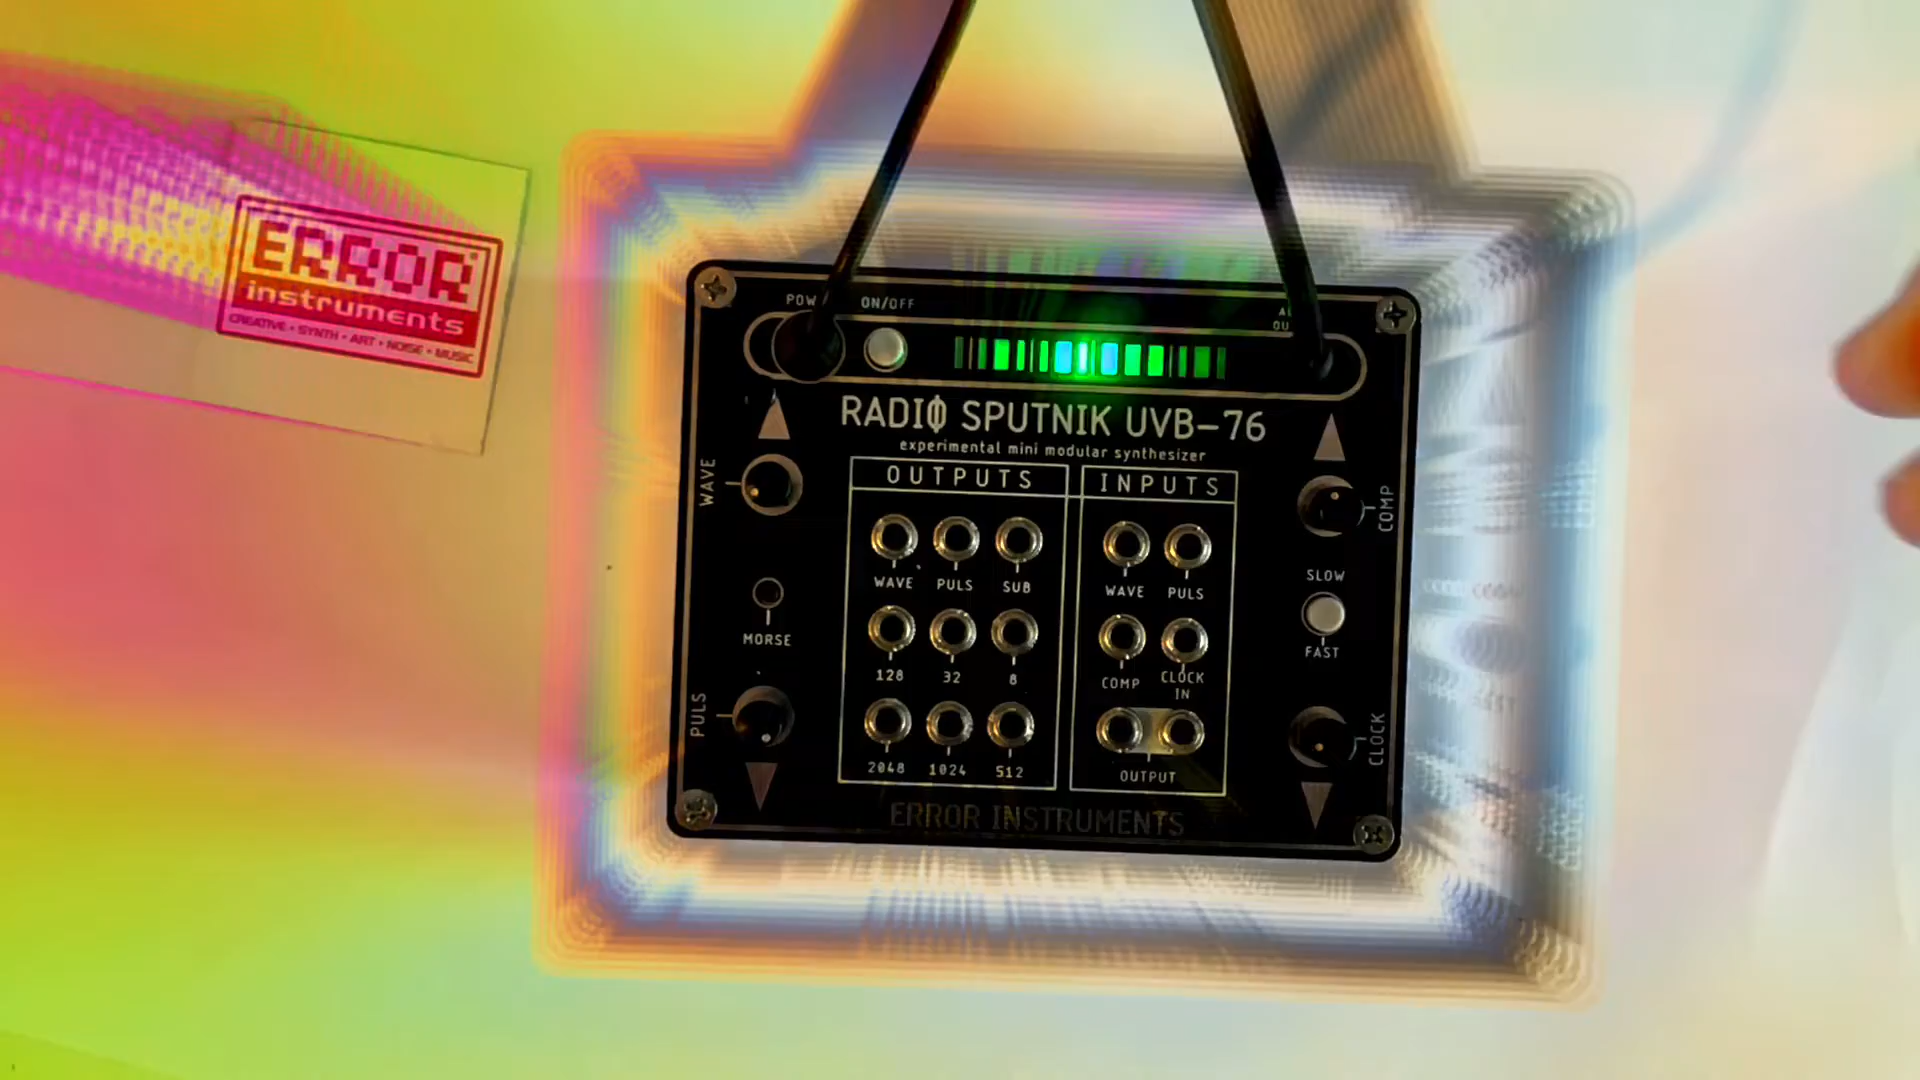 ERROR
instruments
CREATIVE • SYNTH • ART • NOISE • MUSIC
POW
ON/OFF
RADIØ SPUTNIK UVB-76
experimental mini modular synthesizer
WAVE
OUTPUTS
INPUTS
COMP
WAVE PULS SUB
WAVE PULS
SLOW
MORSE
FAST
128 32 8
COMP CLOCK IN
PULS
CLOCK
2048 1024 512
OUTPUT
ERROR INSTRUMENTS